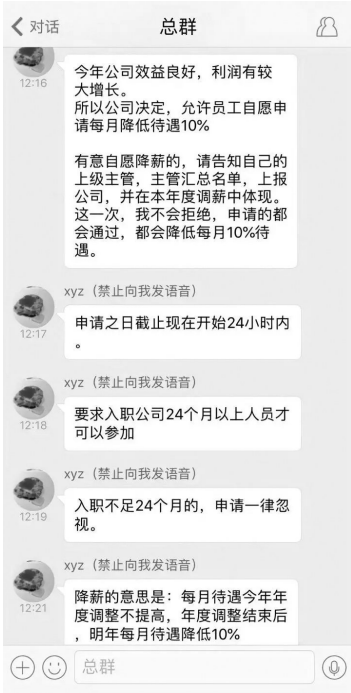 对话
总群
今年公司效益良好，利润有较
大增长。
所以公司决定，允许员工自愿申
请每月降低待遇10%
有意自愿降薪的，请告知自己的
上级主管，主管汇总名单，上报
公司，并在本年度调薪中体现。
这一次，我不会拒绝，申请的都
会通过，都会降低每月10%待
遇。
12:16
xyz（禁止向我发语音）
申请之日截止现在开始24小时内
。
12:17
xyz（禁止向我发语音）
要求入职公司24个月以上人员才
可以参加
12:18
xyz（禁止向我发语音）
入职不足24个月的，申请一律忽
视。
12:19
xyz（禁止向我发语音）
降薪的意思是：每月待遇今年年
度调整不提高，年度调整结束后
，明年每月待遇降低10%
12:21
总群